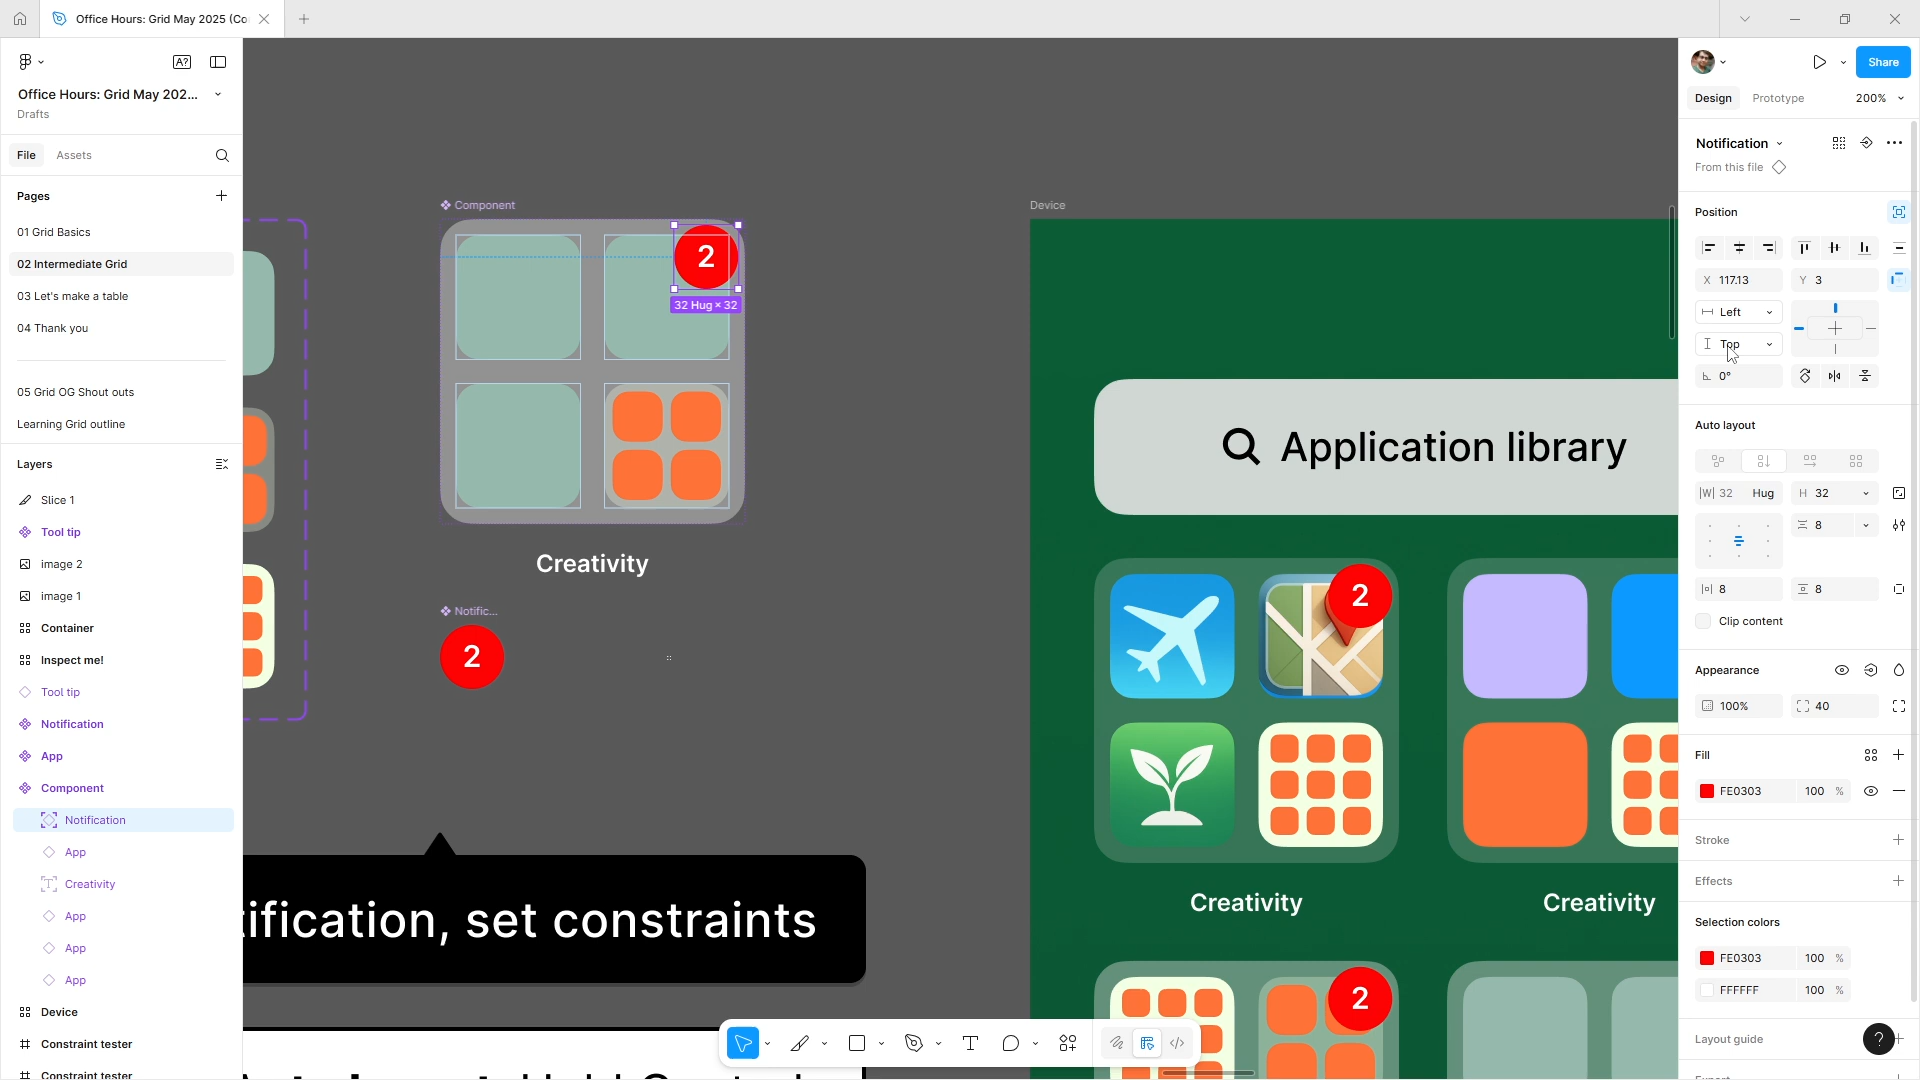 Office Hours: Grid May 2025 (Co
A?
Office Hours: Grid May 202...
Drafts
File
Assets
Pages
01 Grid Basics
02 Intermediate Grid
03 Let's make a table
04 Thank you
05 Grid OG Shout outs
Learning Grid outline
Layers
Slice 1
Tool tip
image 2
image 1
Container
Inspect me!
Tool tip
Notification
App
Component
Notification
App
Creativity
App
App
App
Device
Constraint tester
Constraint tester
Component
2
32 Hug × 32
Creativity
Notific...
2
tification, set constraints
Device
Application library
2
Creativity
Creativity
2
Share
Design
Prototype
200%
Notification
From this file
Position
X 117.13
Y 3
Left
Top
0°
Auto layout
W 32 Hug
H 32
8
8
8
Clip content
Appearance
100%
40
Fill
FE0303 100 %
Stroke
Effects
Selection colors
FE0303 100 %
FFFFFF 100 %
Layout guide
?